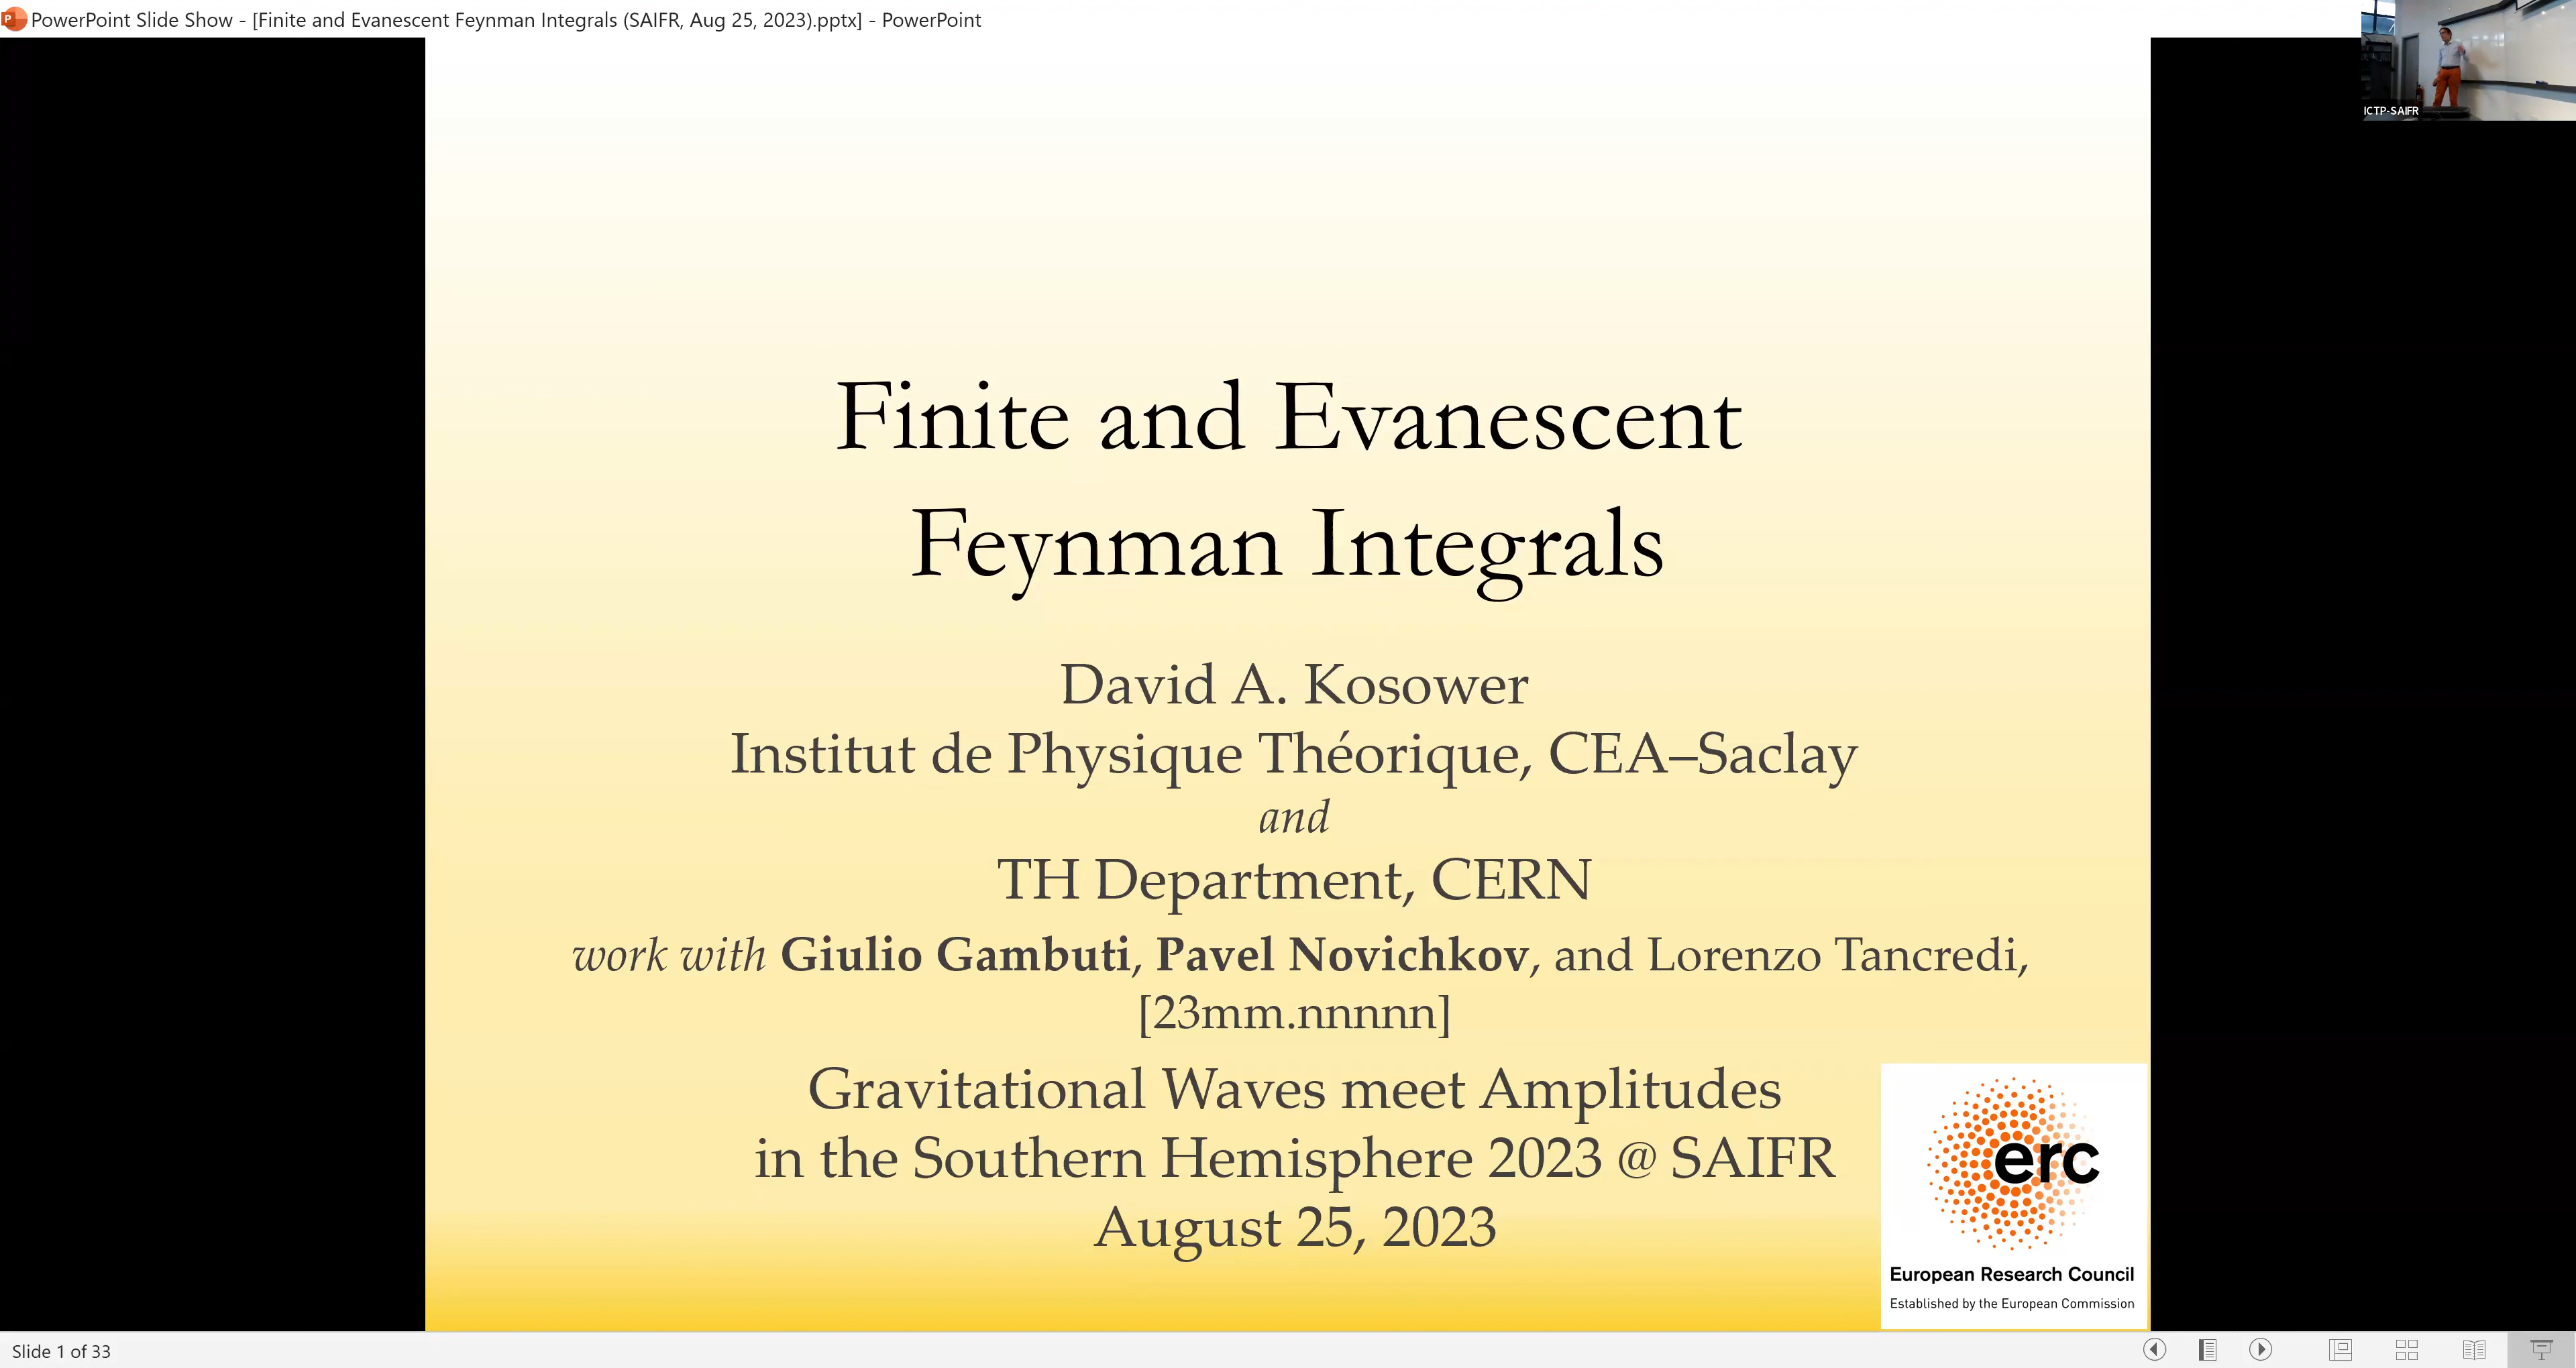 PowerPoint Slide Show - [Finite and Evanescent Feynman Integrals (SAIFR, Aug 25, 2023).pptx] - PowerPoint
ICTP-SAIFR
Finite and Evanescent
Feynman Integrals
David A. Kosower
Institut de Physique Théorique, CEA–Saclay
and
TH Department, CERN
work with Giulio Gambuti, Pavel Novichkov, and Lorenzo Tancredi,
[23mm.nnnnn]
Gravitational Waves meet Amplitudes
in the Southern Hemisphere 2023 @ SAIFR
August 25, 2023
erc
European Research Council
Established by the European Commission
Slide 1 of 33